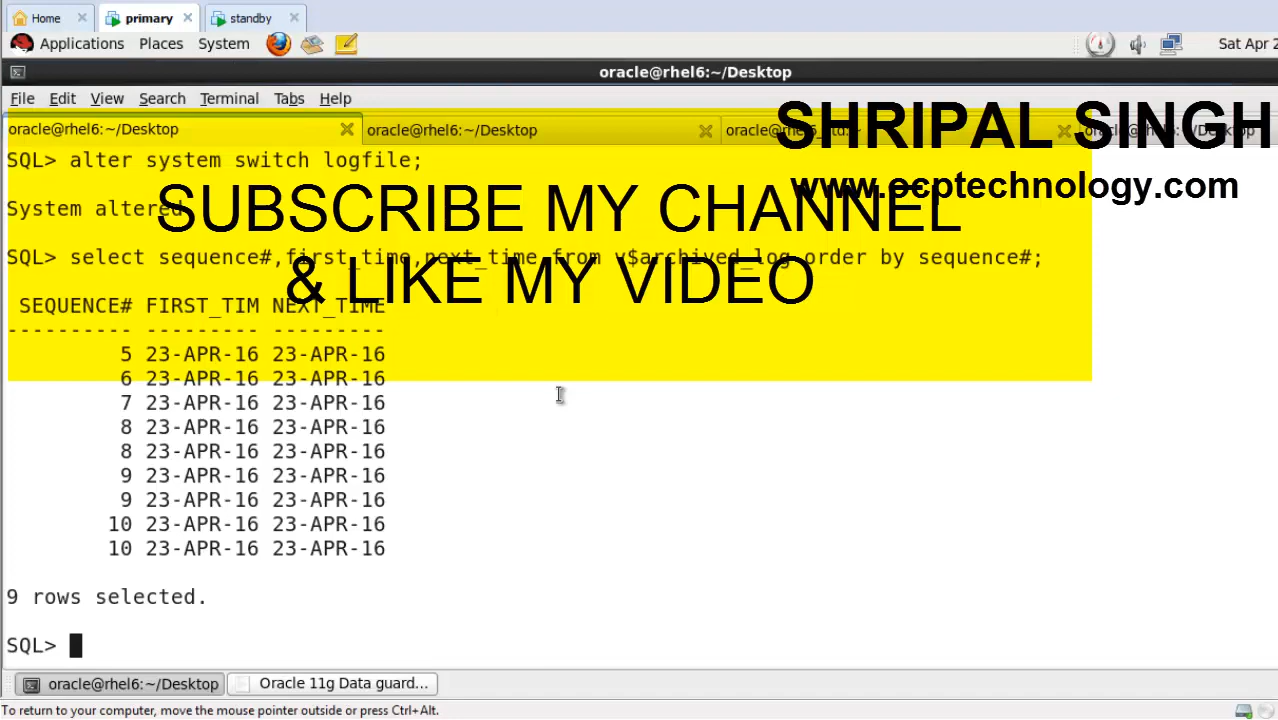 Home primary standby
Applications Places System Sat Apr 2
oracle@rhel6:~/Desktop
File Edit View Search Terminal Tabs Help
oracle@rhel6:~/Desktop oracle@rhel6:~/Desktop
SHRIPAL SINGH
www.ocptechnology.com
SUBSCRIBE MY CHANNEL
& LIKE MY VIDEO
SQL> alter system switch logfile;
System altered.
SQL> select sequence#,first_time,next_time from v$archived_log order by sequence#;
SEQUENCE# FIRST_TIM NEXT_TIME
---------- --------- ---------
5 23-APR-16 23-APR-16
6 23-APR-16 23-APR-16
7 23-APR-16 23-APR-16
8 23-APR-16 23-APR-16
8 23-APR-16 23-APR-16
9 23-APR-16 23-APR-16
9 23-APR-16 23-APR-16
10 23-APR-16 23-APR-16
10 23-APR-16 23-APR-16
9 rows selected.
SQL>
oracle@rhel6:~/Desktop Oracle 11g Data guard...
To return to your computer, move the mouse pointer outside or press Ctrl+Alt.